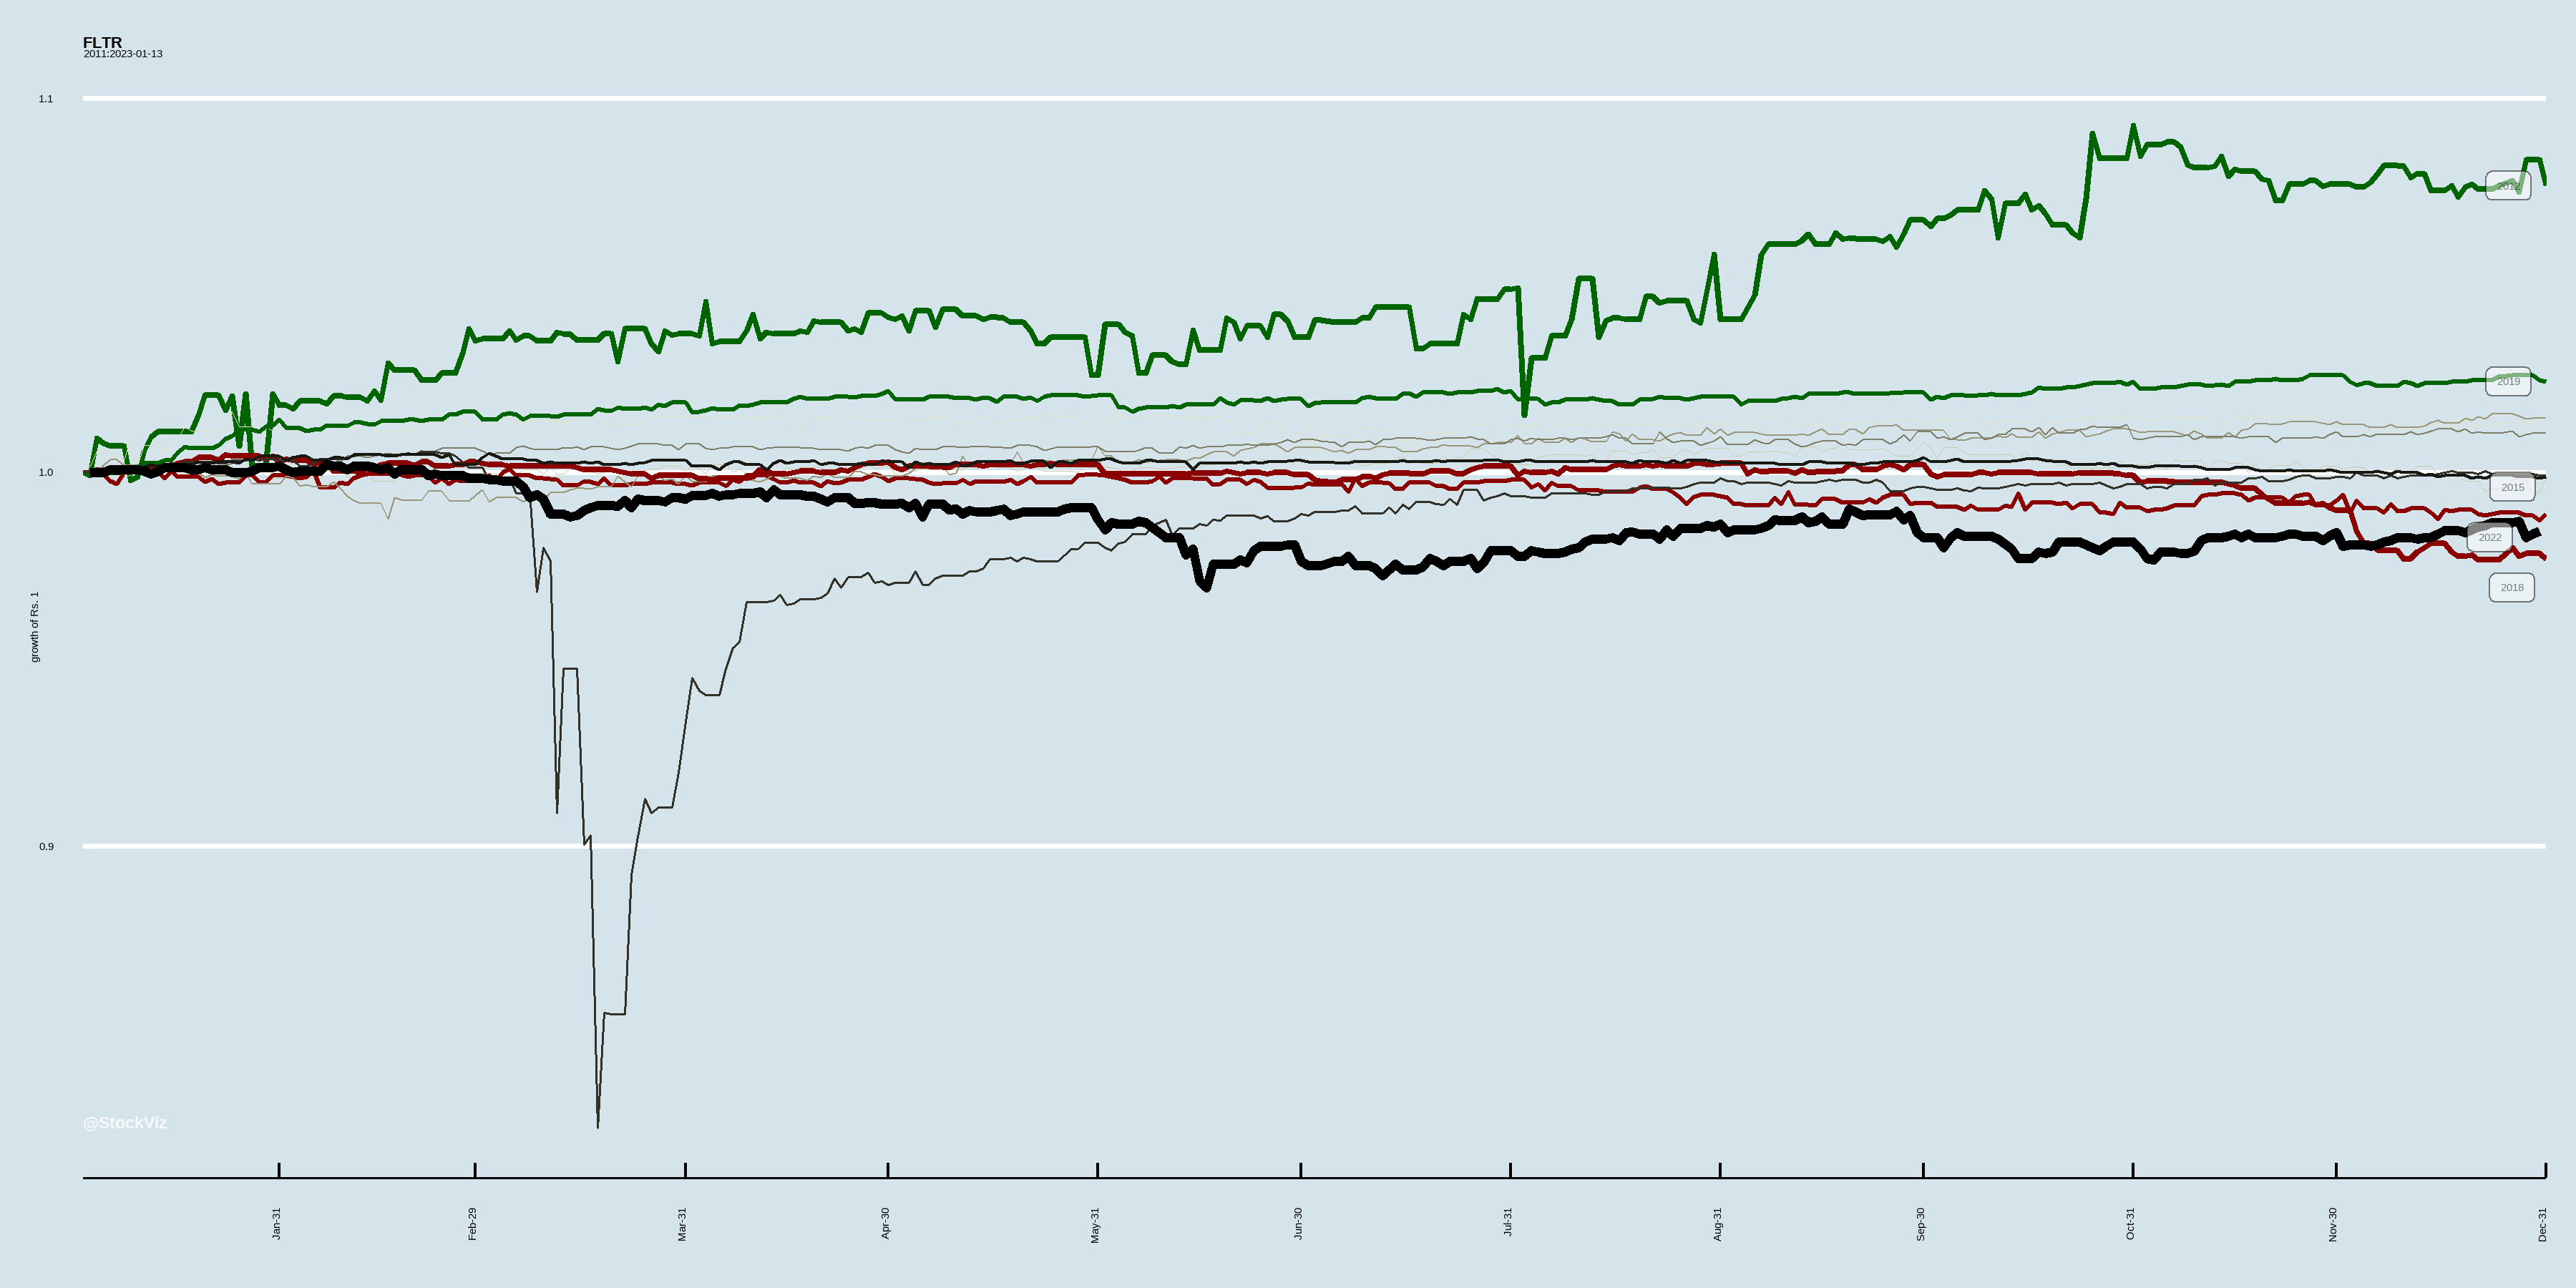 FLTR
2011:2023-01-13
1.1
1.0
0.9
growth of Rs. 1
2012
2019
2015
2022
2018
@StockViz
Jan-31
Feb-29
Mar-31
Apr-30
May-31
Jun-30
Jul-31
Aug-31
Sep-30
Oct-31
Nov-30
Dec-31